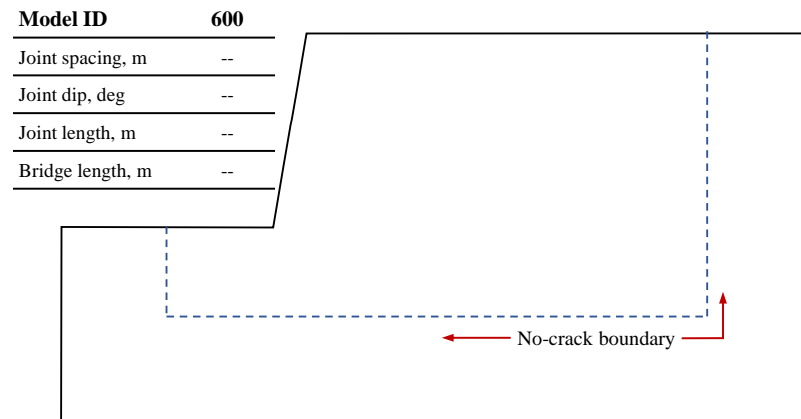 Model ID 600
Joint spacing, m --
Joint dip, deg --
Joint length, m --
Bridge length, m --
No-crack boundary